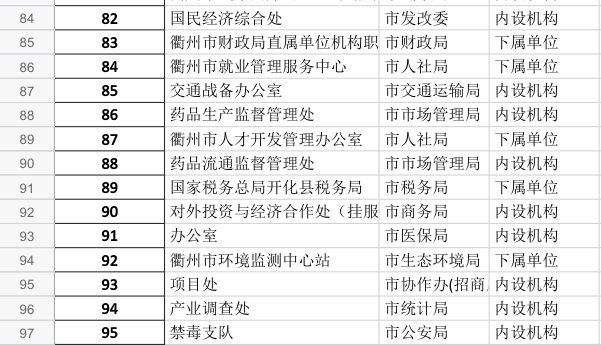 84 82 国民经济综合处 市发改委 内设机构
85 83 衢州市财政局直属单位机构职 市财政局 下属单位
86 84 衢州市就业管理服务中心 市人社局 下属单位
87 85 交通战备办公室 市交通运输局 内设机构
88 86 药品生产监督管理处 市市场管理局 内设机构
89 87 衢州市人才开发管理办公室 市人社局 下属单位
90 88 药品流通监督管理处 市市场管理局 内设机构
91 89 国家税务总局开化县税务局 市税务局 下属单位
92 90 对外投资与经济合作处（挂服 市商务局 内设机构
93 91 办公室 市医保局 内设机构
94 92 衢州市环境监测中心站 市生态环境局 下属单位
95 93 项目处 市协作办(招商 内设机构
96 94 产业调查处 市统计局 内设机构
97 95 禁毒支队 市公安局 内设机构